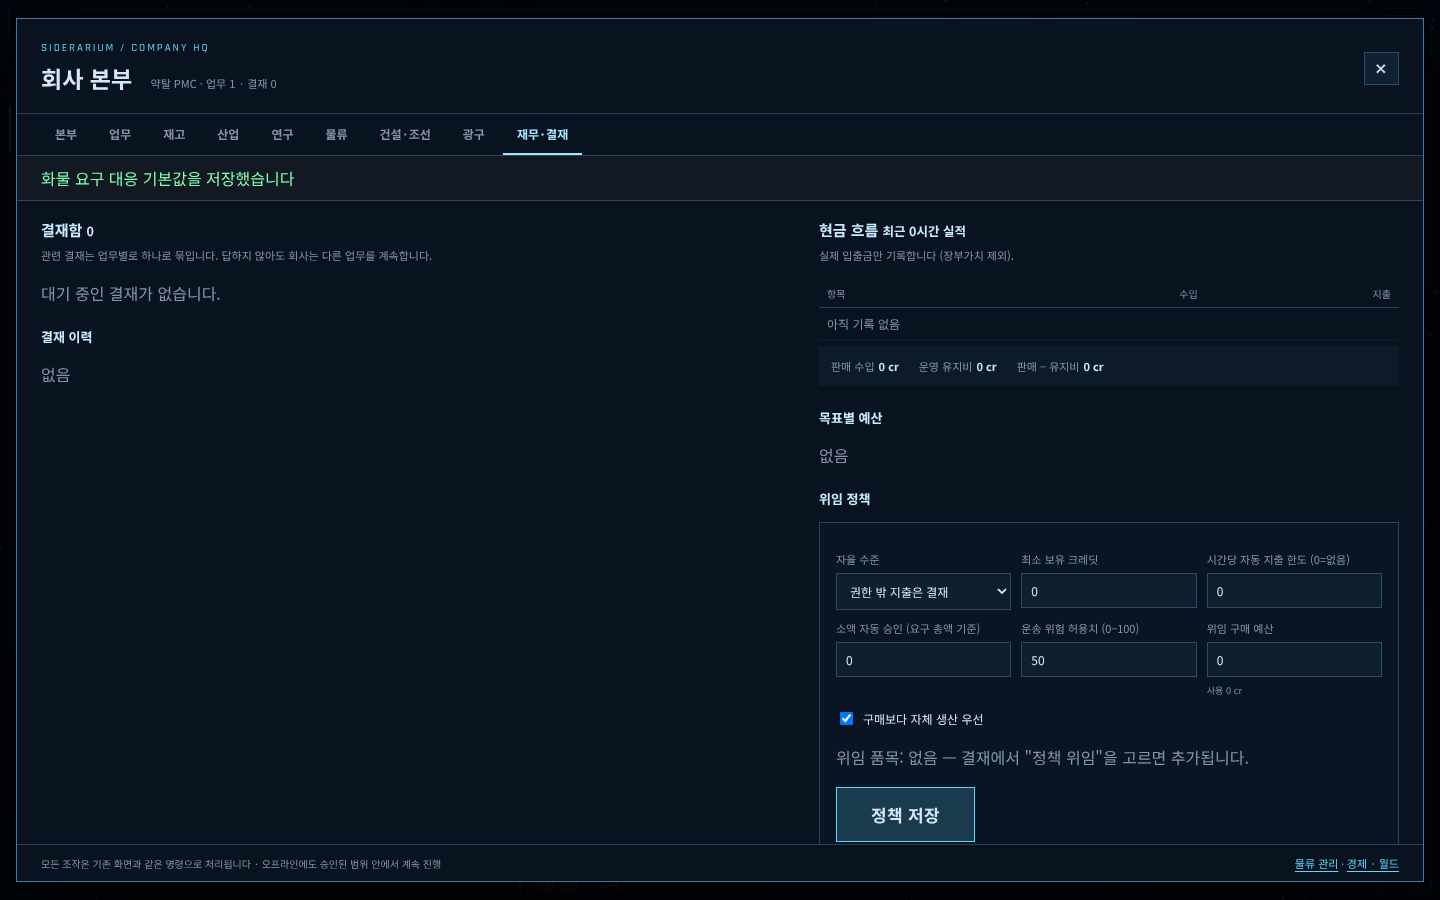 SIDERARIUM / COMPANY HQ
회사 본부 약탈 PMC · 업무 1 · 결재 0
×
본부 업무 재고 산업 연구 물류 건설·조선 광구 재무·결재
화물 요구 대응 기본값을 저장했습니다
결재함 0
관련 결재는 업무별로 하나로 묶입니다. 답하지 않아도 회사는 다른 업무를 계속합니다.
대기 중인 결재가 없습니다.
결재 이력
없음
현금 흐름 최근 0시간 실적
실제 입출금만 기록합니다 (장부가치 제외).
항목 수입 지출
아직 기록 없음
판매 수입 0 cr 운영 유지비 0 cr 판매 − 유지비 0 cr
목표별 예산
없음
위임 정책
자율 수준 최소 보유 크레딧 시간당 자동 지출 한도 (0=없음)
권한 밖 지출은 결재 0 0
소액 자동 승인 (요구 총액 기준) 운송 위험 허용치 (0–100) 위임 구매 예산
0 50 0
사용 0 cr
구매보다 자체 생산 우선
위임 품목: 없음 — 결재에서 "정책 위임"을 고르면 추가됩니다.
정책 저장
모든 조작은 기존 화면과 같은 명령으로 처리됩니다 · 오프라인에도 승인된 범위 안에서 계속 진행
물류 관리 · 경제 · 월드